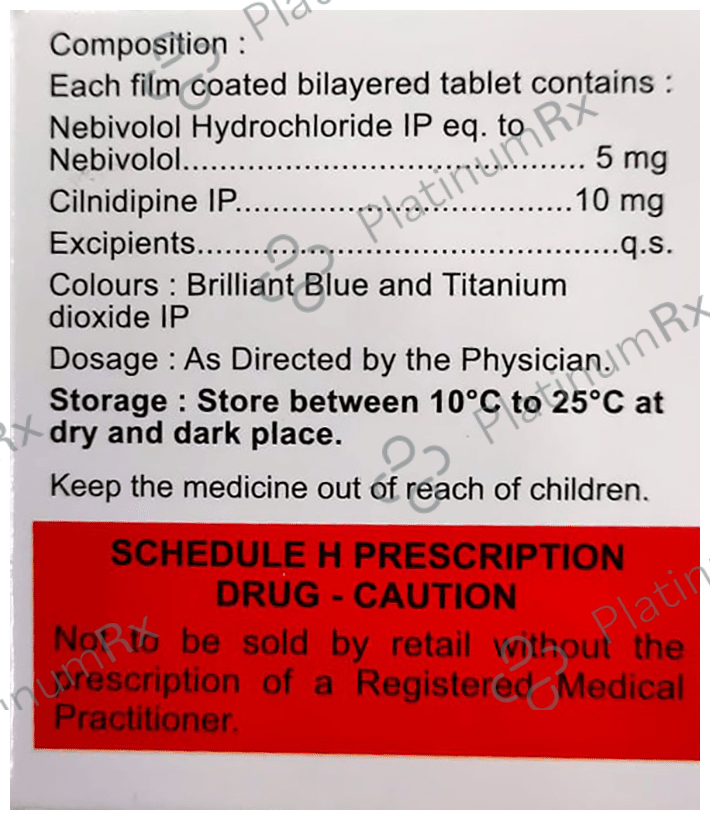 Composition :
Each film coated bilayered tablet contains :
Nebivolol Hydrochloride IP eq. to
Nebivolol............................................ 5 mg
Cilnidipine IP.....................................10 mg
Excipients..............................................q.s.
Colours : Brilliant Blue and Titanium
dioxide IP
Dosage : As Directed by the Physician.
Storage : Store between 10°C to 25°C at
dry and dark place.
Keep the medicine out of reach of children.
SCHEDULE H PRESCRIPTION
DRUG - CAUTION
Not to be sold by retail without the
prescription of a Registered Medical
Practitioner.
PlatinumRx
PlatinumRx